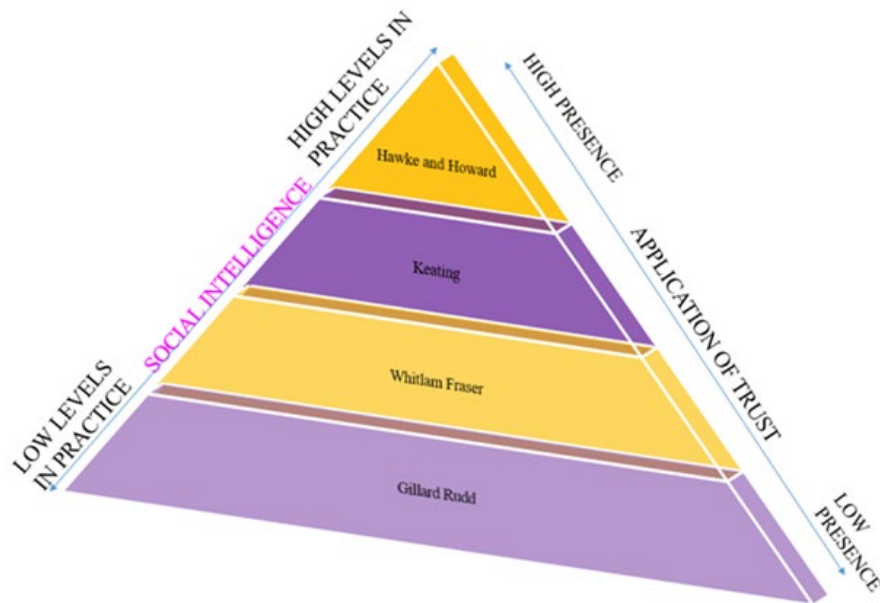 HIGH LEVELS IN
PRACTICE
SOCIAL INTELLIGENCE
LOW LEVELS
IN PRACTICE
Hawke and Howard
Keating
Whitlam Fraser
Gillard Rudd
HIGH PRESENCE
APPLICATION OF TRUST
LOW
PRESENCE